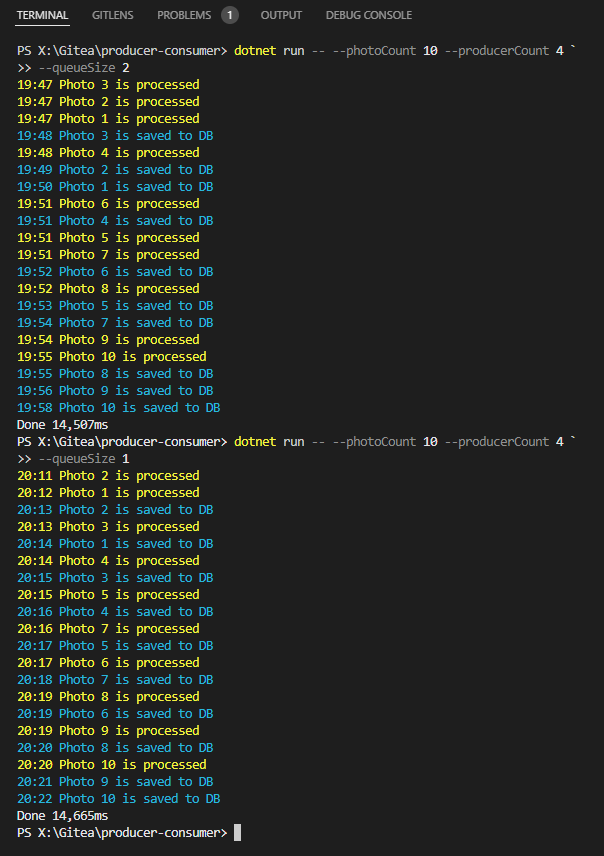 TERMINAL GITLENS PROBLEMS 1 OUTPUT DEBUG CONSOLE
PS X:\Gitea\producer-consumer> dotnet run -- --photoCount 10 --producerCount 4 `
>> --queueSize 2
19:47 Photo 3 is processed
19:47 Photo 2 is processed
19:47 Photo 1 is processed
19:48 Photo 3 is saved to DB
19:48 Photo 4 is processed
19:49 Photo 2 is saved to DB
19:50 Photo 1 is saved to DB
19:51 Photo 6 is processed
19:51 Photo 4 is saved to DB
19:51 Photo 5 is processed
19:51 Photo 7 is processed
19:52 Photo 6 is saved to DB
19:52 Photo 8 is processed
19:53 Photo 5 is saved to DB
19:54 Photo 7 is saved to DB
19:54 Photo 9 is processed
19:55 Photo 10 is processed
19:55 Photo 8 is saved to DB
19:56 Photo 9 is saved to DB
19:58 Photo 10 is saved to DB
Done 14,507ms
PS X:\Gitea\producer-consumer> dotnet run -- --photoCount 10 --producerCount 4 `
>> --queueSize 1
20:11 Photo 2 is processed
20:12 Photo 1 is processed
20:13 Photo 2 is saved to DB
20:13 Photo 3 is processed
20:14 Photo 1 is saved to DB
20:14 Photo 4 is processed
20:15 Photo 3 is saved to DB
20:15 Photo 5 is processed
20:16 Photo 4 is saved to DB
20:16 Photo 7 is processed
20:17 Photo 5 is saved to DB
20:17 Photo 6 is processed
20:18 Photo 7 is saved to DB
20:19 Photo 8 is processed
20:19 Photo 6 is saved to DB
20:19 Photo 9 is processed
20:20 Photo 8 is saved to DB
20:20 Photo 10 is processed
20:21 Photo 9 is saved to DB
20:22 Photo 10 is saved to DB
Done 14,665ms
PS X:\Gitea\producer-consumer>